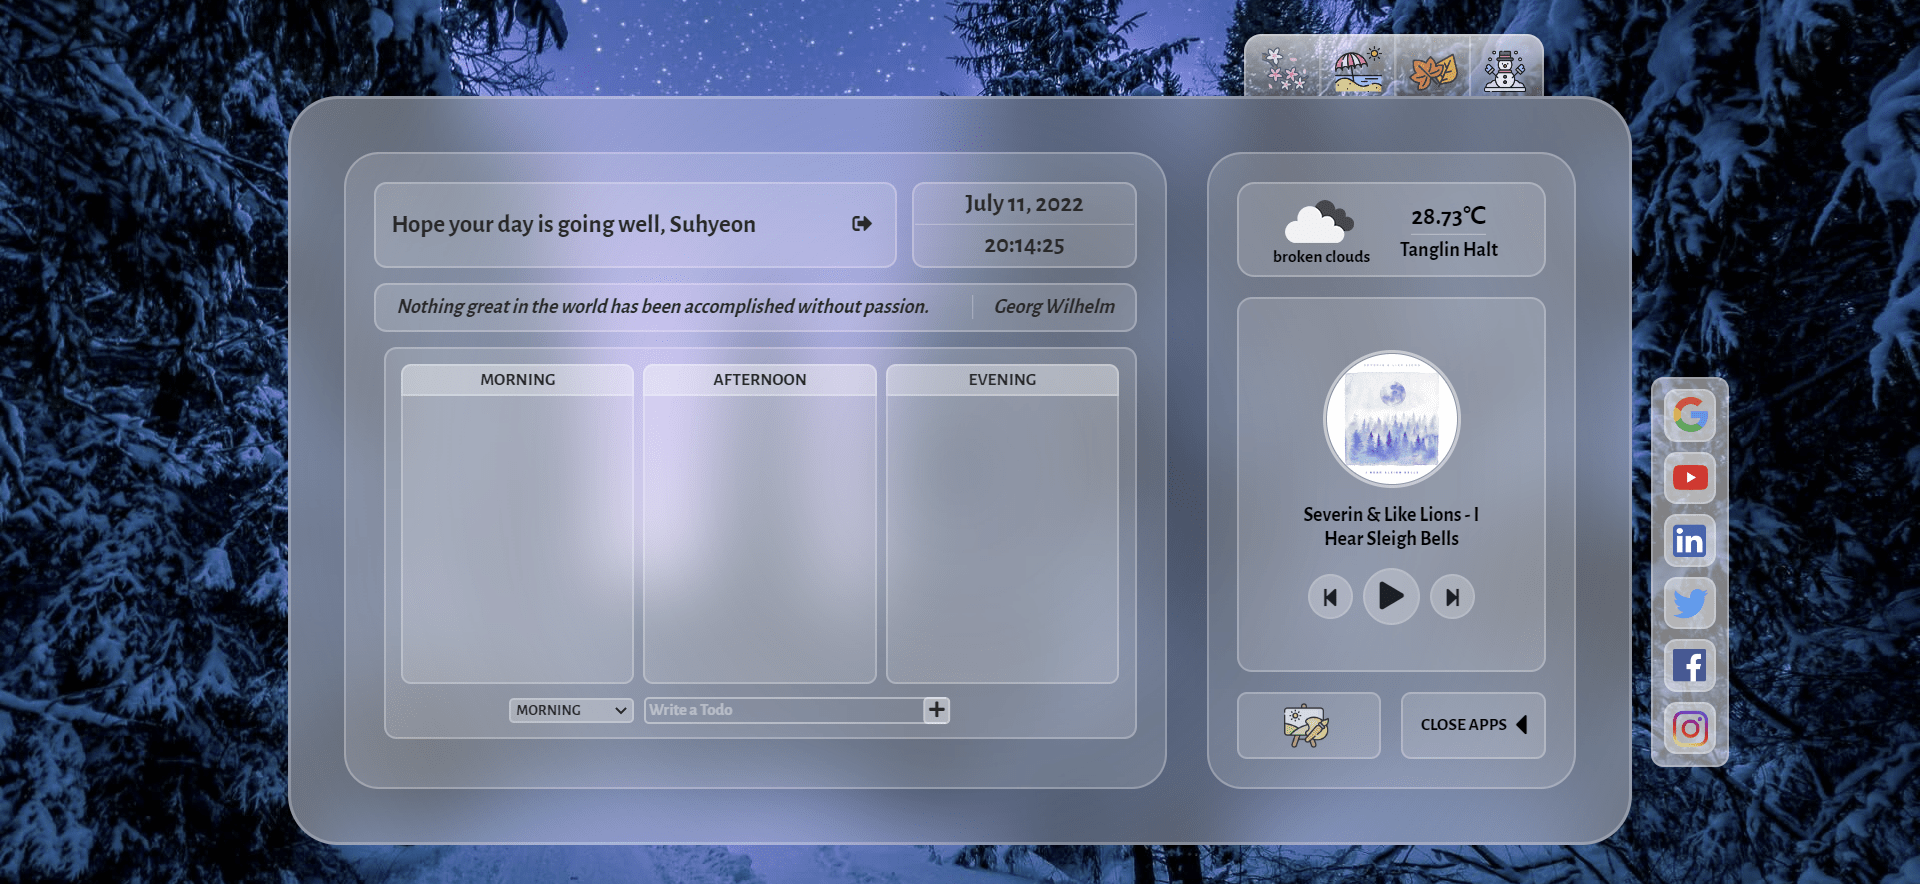 Hope your day is going well, Suhyeon
July 11, 2022
20:14:25
Nothing great in the world has been accomplished without passion.
Georg Wilhelm
MORNING
AFTERNOON
EVENING
MORNING
Write a Todo
28.73℃
broken clouds
Tanglin Halt
Severin & Like Lions - I
Hear Sleigh Bells
CLOSE APPS
in